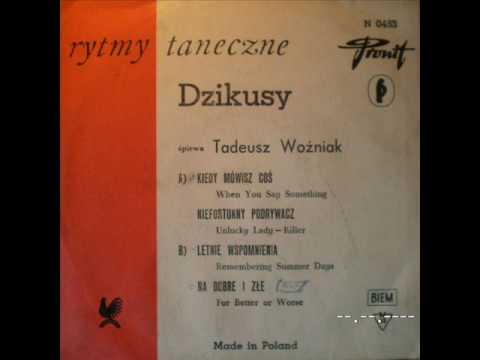 N 0453
rytmy taneczne
Pronit
Dzikusy
śpiewa Tadeusz Woźniak
A) KIEDY MÓWISZ COŚ
When You Say Something
NIEFORTUNNY PODRYWACZ
Unlucky Lady-Killer
B) LETNIE WSPOMNIENIA
Remembering Summer Days
NA DOBRE I ZŁE
For Better or Worse
BIEM
Made in Poland